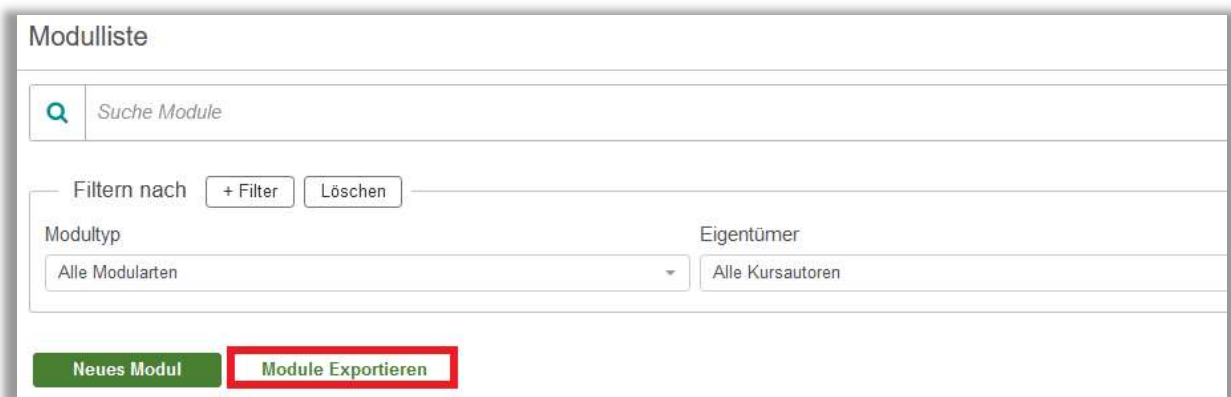 Modulliste
Suche Module
Filtern nach + Filter Löschen
Modultyp Eigentümer
Alle Modularten Alle Kursautoren
Neues Modul Module Exportieren